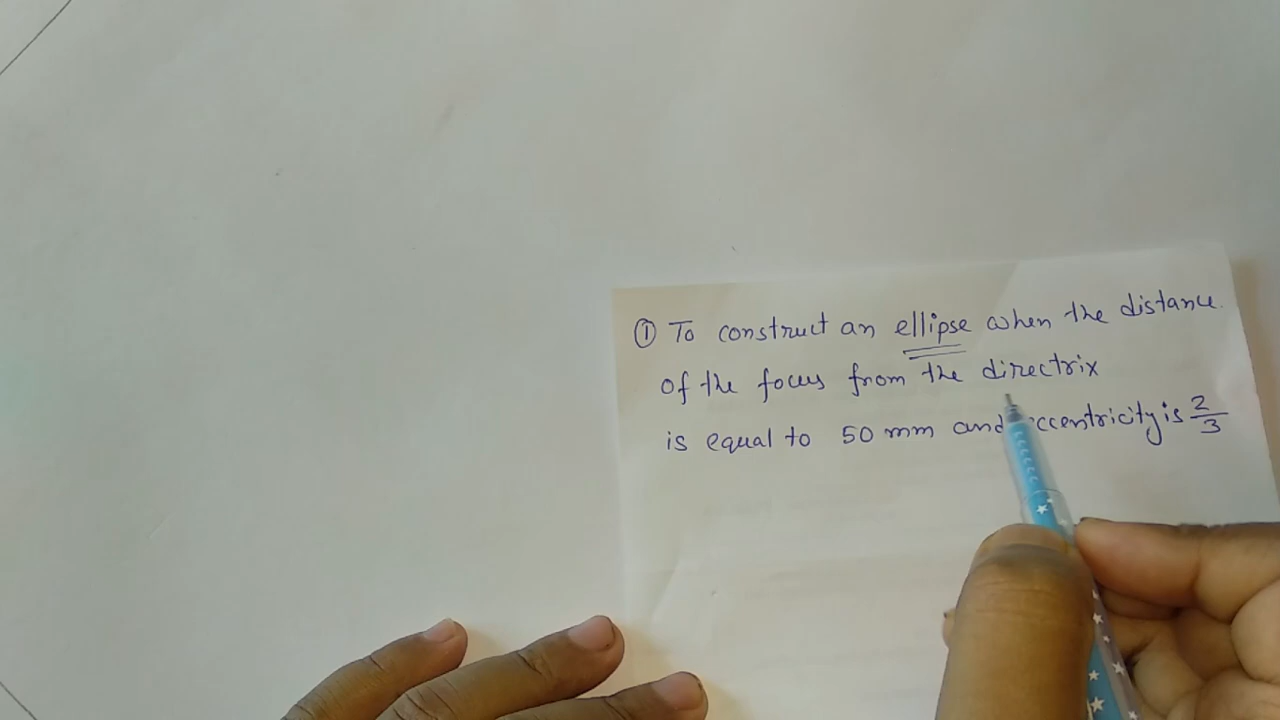 ① To construct an ellipse when the distance
of the focus from the directrix
is equal to 50 mm and eccentricity is 2/3